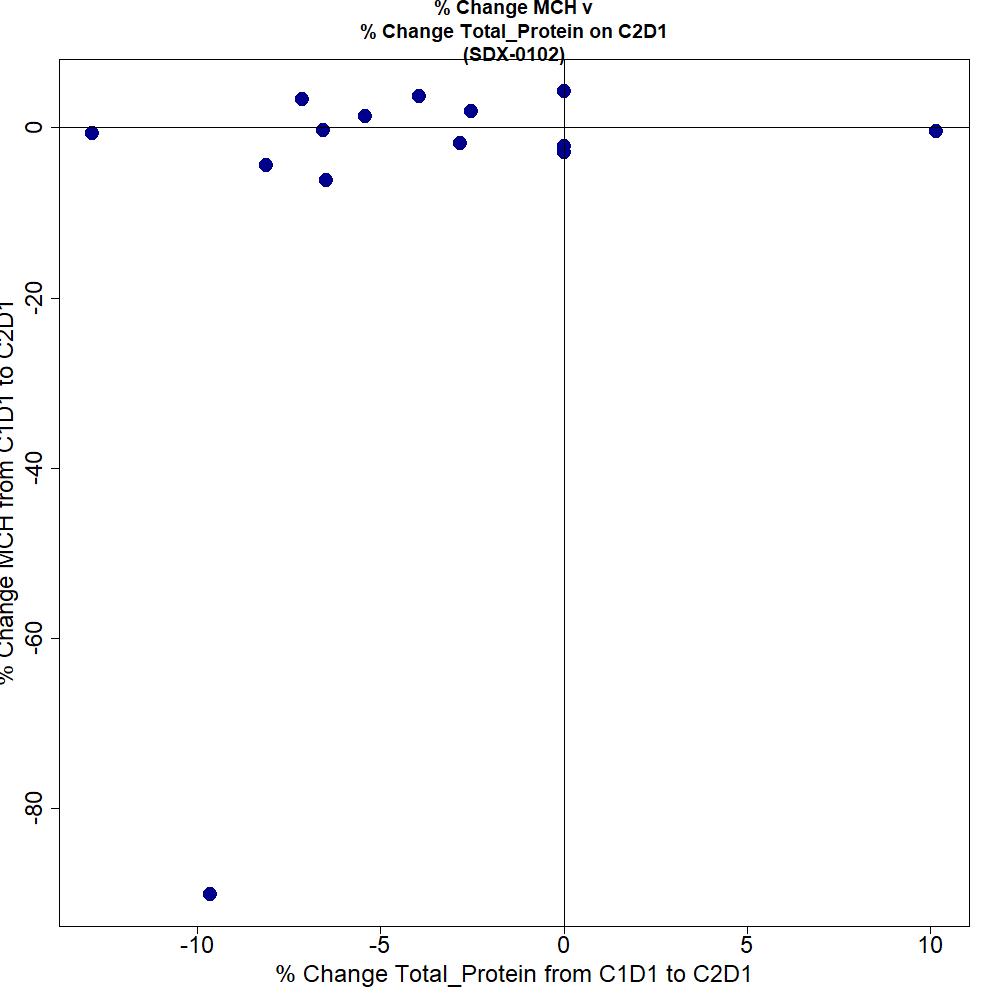 % Change MCH v
% Change Total_Protein on C2D1
(SDX-0102)
% Change MCH from C1D1 to C2D1
0
-20
-40
-60
-80
-10
-5
0
5
10
% Change Total_Protein from C1D1 to C2D1